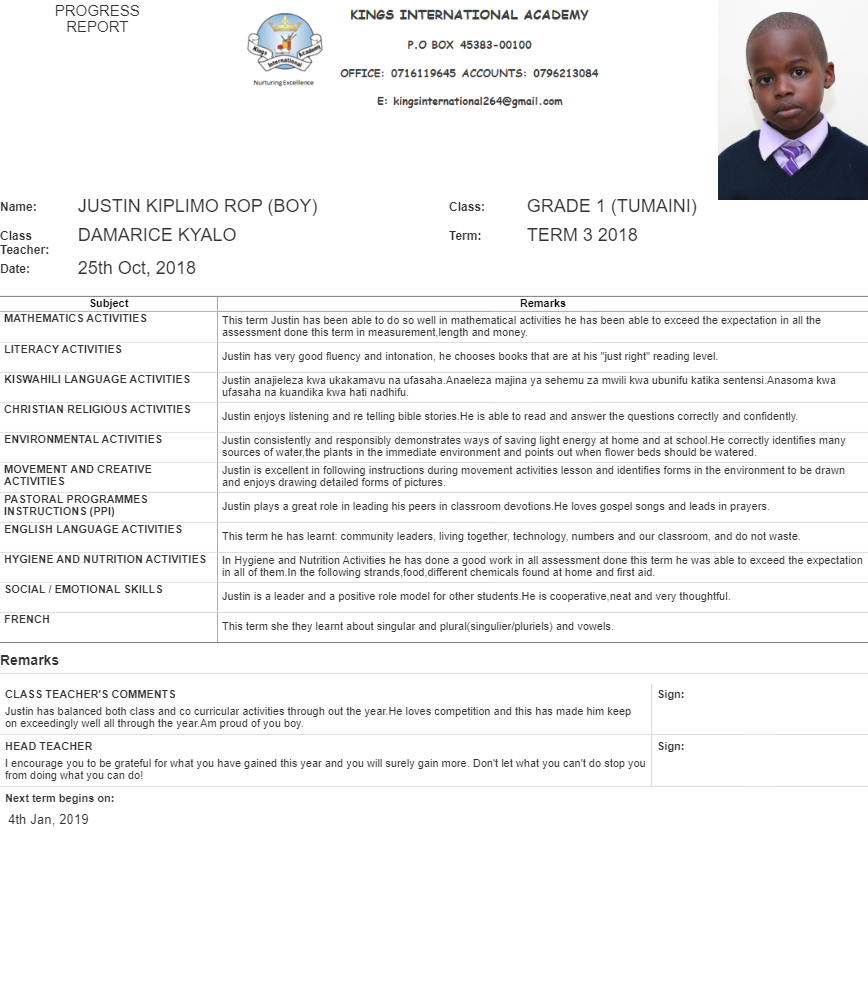 PROGRESS
REPORT
Kings International Academy
Nurturing Excellence
KINGS INTERNATIONAL ACADEMY
P.O BOX 45383-00100
OFFICE: 0716119645 ACCOUNTS: 0796213084
E: kingsinternational264@gmail.com
Name: JUSTIN KIPLIMO ROP (BOY) Class: GRADE 1 (TUMAINI)
Class Teacher: DAMARICE KYALO Term: TERM 3 2018
Date: 25th Oct, 2018
Subject Remarks
MATHEMATICS ACTIVITIES
This term Justin has been able to do so well in mathematical activities he has been able to exceed the expectation in all the
assessment done this term in measurement,length and money.
LITERACY ACTIVITIES
Justin has very good fluency and intonation, he chooses books that are at his "just right" reading level.
KISWAHILI LANGUAGE ACTIVITIES
Justin anajieleza kwa ukakamavu na ufasaha.Anaeleza majina ya sehemu za mwili kwa ubunifu katika sentensi.Anasoma kwa
ufasaha na kuandika kwa hati nadhifu.
CHRISTIAN RELIGIOUS ACTIVITIES
Justin enjoys listening and re telling bible stories.He is able to read and answer the questions correctly and confidently.
ENVIRONMENTAL ACTIVITIES
Justin consistently and responsibly demonstrates ways of saving light energy at home and at school.He correctly identifies many
sources of water,the plants in the immediate environment and points out when flower beds should be watered.
MOVEMENT AND CREATIVE
ACTIVITIES
Justin is excellent in following instructions during movement activities lesson and identifies forms in the environment to be drawn
and enjoys drawing detailed forms of pictures.
PASTORAL PROGRAMMES
INSTRUCTIONS (PPI)
Justin plays a great role in leading his peers in classroom devotions.He loves gospel songs and leads in prayers.
ENGLISH LANGUAGE ACTIVITIES
This term he has learnt: community leaders, living together, technology, numbers and our classroom, and do not waste.
HYGIENE AND NUTRITION ACTIVITIES
In Hygiene and Nutrition Activities he has done a good work in all assessment done this term he was able to exceed the expectation
in all of them.In the following strands,food,different chemicals found at home and first aid.
SOCIAL / EMOTIONAL SKILLS
Justin is a leader and a positive role model for other students.He is cooperative,neat and very thoughtful.
FRENCH
This term she they learnt about singular and plural(singulier/pluriels) and vowels.
Remarks
CLASS TEACHER'S COMMENTS Sign:
Justin has balanced both class and co curricular activities through out the year.He loves competition and this has made him keep
on exceedingly well all through the year.Am proud of you boy.
HEAD TEACHER Sign:
I encourage you to be grateful for what you have gained this year and you will surely gain more. Don't let what you can't do stop you
from doing what you can do!
Next term begins on:
4th Jan, 2019